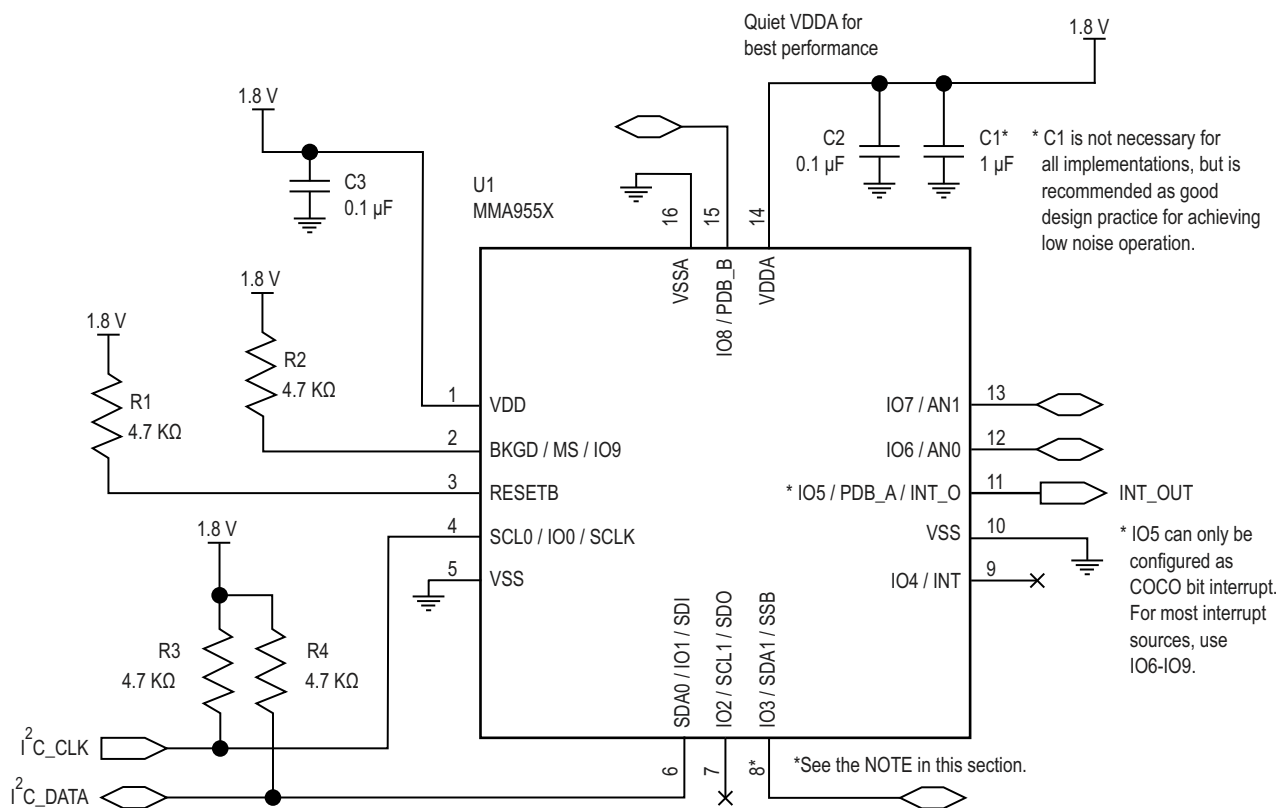 Quiet VDDA for
best performance
1.8 V
1.8 V
C2
0.1 µF
C1*
1 µF
* C1 is not necessary for
all implementations, but is
recommended as good
design practice for achieving
low noise operation.
C3
0.1 µF
U1
MMA955X
16
15
14
VSSA
IO8 / PDB_B
VDDA
1.8 V
1.8 V
R2
4.7 KΩ
R1
4.7 KΩ
1
VDD
2
BKGD / MS / IO9
3
RESETB
4
SCL0 / IO0 / SCLK
5
VSS
IO7 / AN1
13
IO6 / AN0
12
* IO5 / PDB_A / INT_O
11
INT_OUT
VSS
10
IO4 / INT
9
* IO5 can only be
configured as
COCO bit interrupt.
For most interrupt
sources, use
IO6-IO9.
1.8 V
R3
4.7 KΩ
R4
4.7 KΩ
SDA0 / IO1 / SDI
IO2 / SCL1 / SDO
IO3 / SDA1 / SSB
I²C_CLK
6
7
8*
*See the NOTE in this section.
I²C_DATA